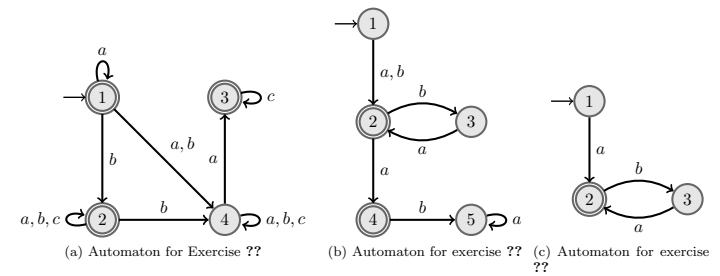 a
1
3
c
b
a, b
a
a, b, c
2
b
4
a, b, c
(a) Automaton for Exercise ??
1
a, b
b
2
3
a
a
4
b
5
a
(b) Automaton for exercise ??
1
a
b
2
3
a
(c) Automaton for exercise
??